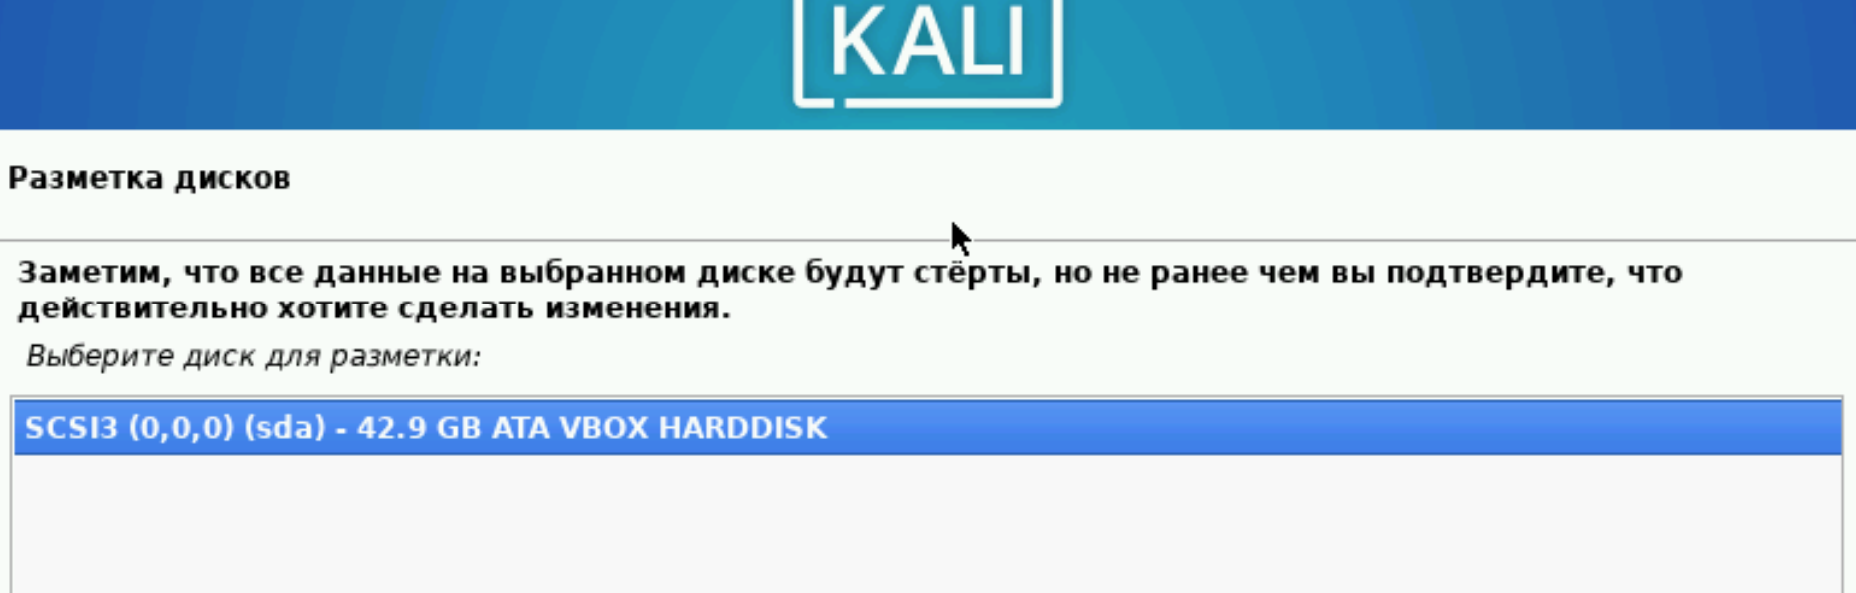 KALI
Разметка дисков
Заметим, что все данные на выбранном диске будут стёрты, но не ранее чем вы подтвердите, что
действительно хотите сделать изменения.
Выберите диск для разметки:
SCSI3 (0,0,0) (sda) - 42.9 GB ATA VBOX HARDDISK